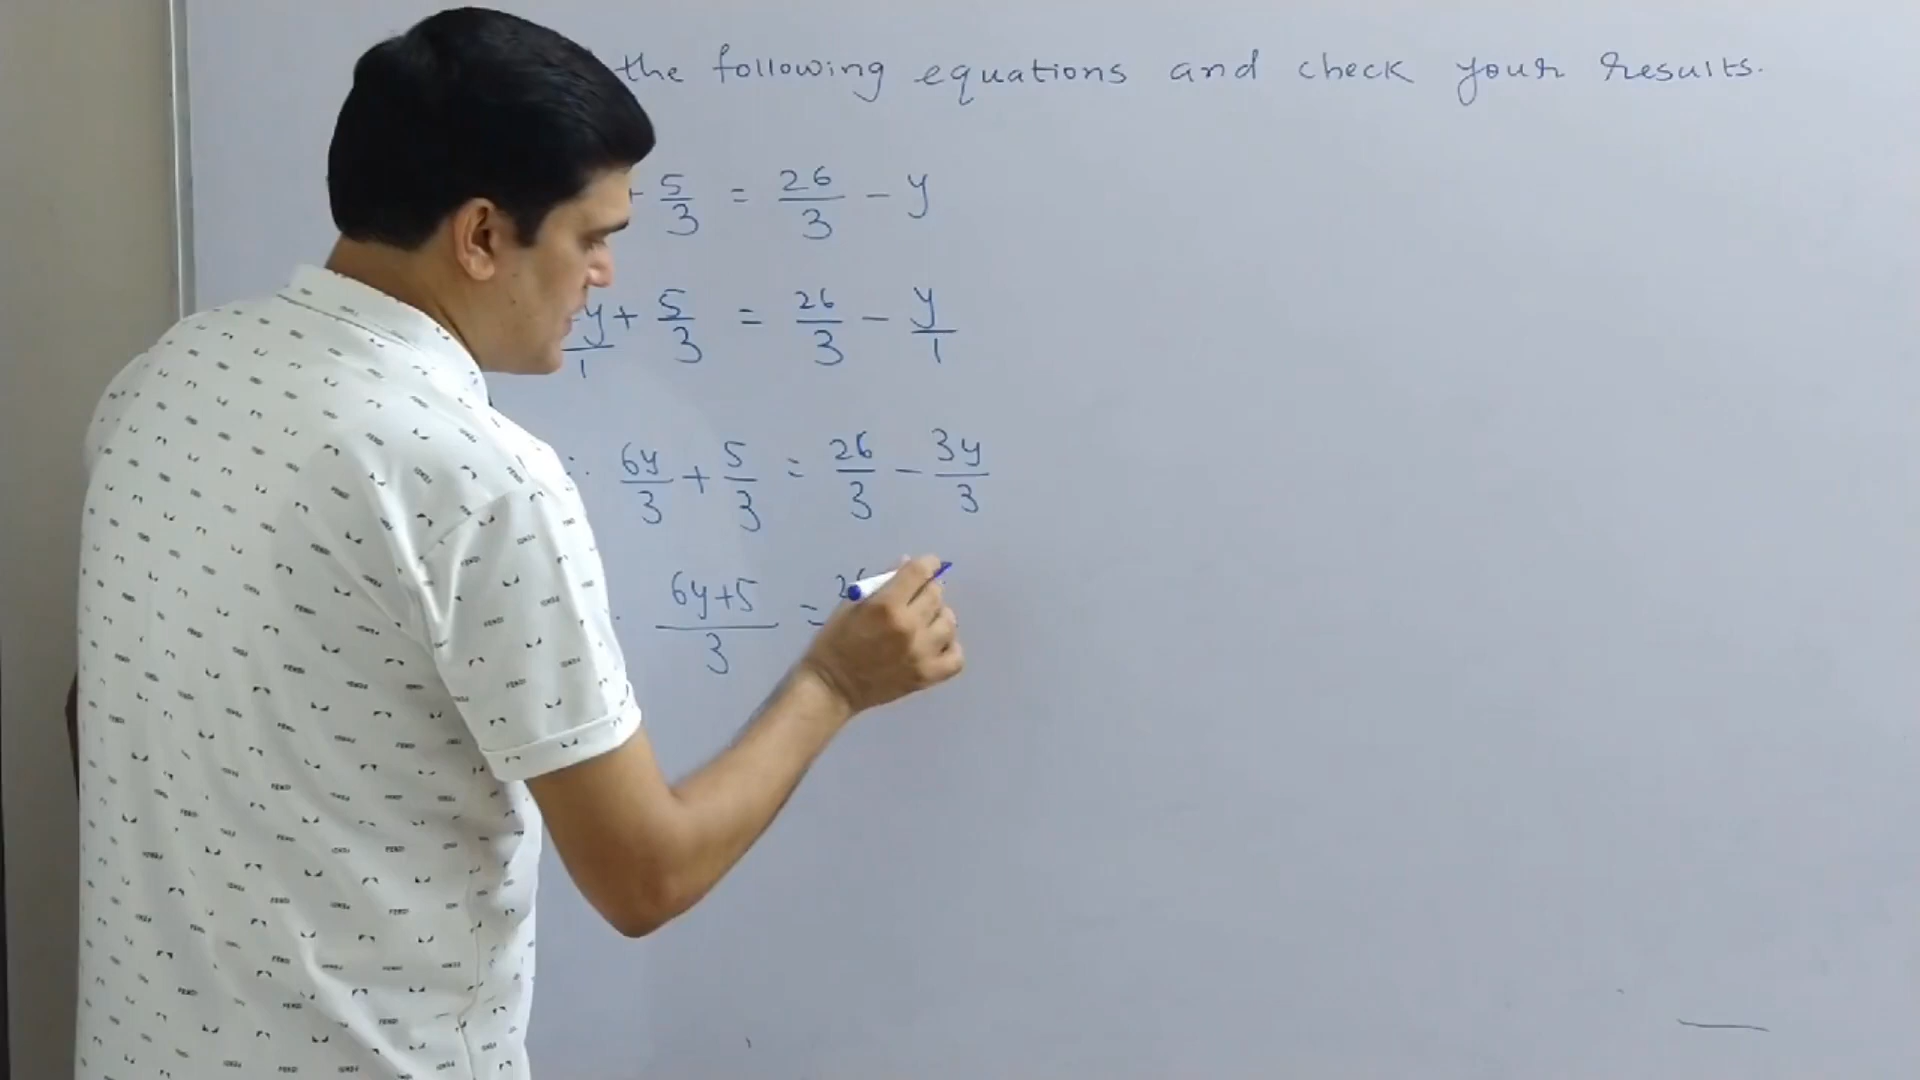 the following equations and check your results.
+ 5/3 = 26/3 - y
y/1 + 5/3 = 26/3 - y/1
∴ 6y/3 + 5/3 = 26/3 - 3y/3
6y+5/3 = 26